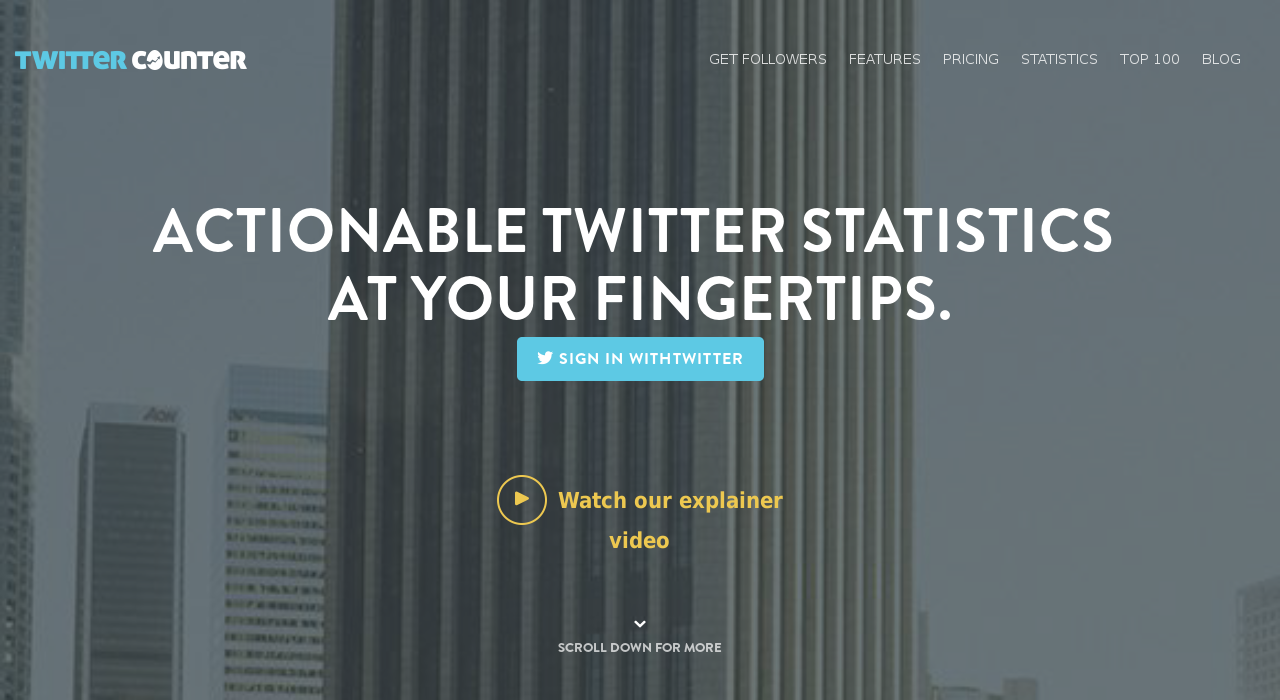 TWITTER COUNTER
GET FOLLOWERS FEATURES PRICING STATISTICS TOP 100 BLOG
ACTIONABLE TWITTER STATISTICS
AT YOUR FINGERTIPS.
SIGN IN WITHTWITTER
AON
Watch our explainer
video
SCROLL DOWN FOR MORE